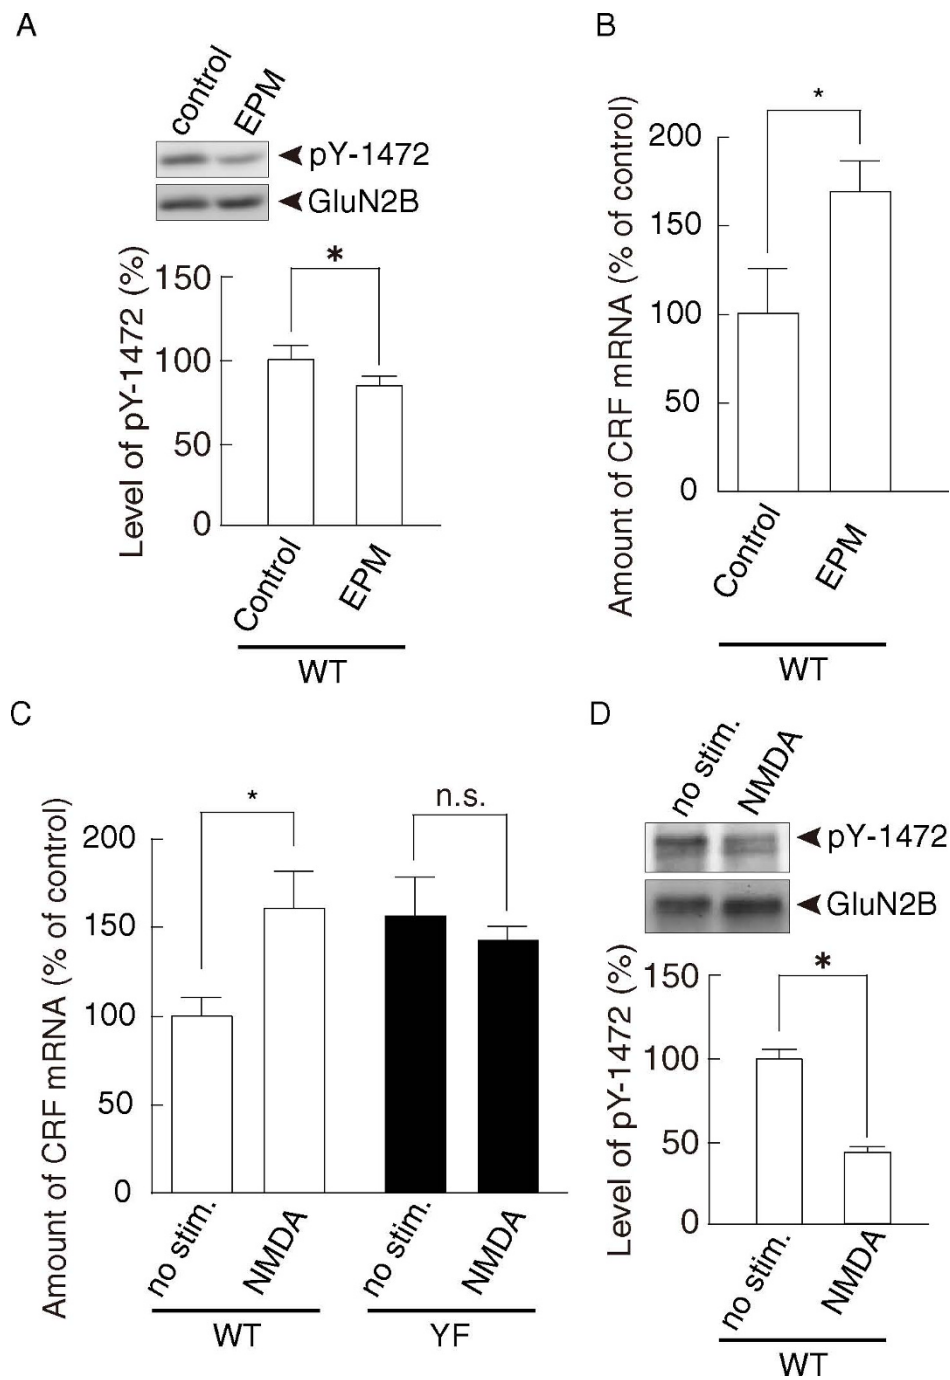 A
control
EPM
pY-1472
GluN2B
Level of pY-1472 (%)
150
100
50
0
*
Control
EPM
WT
B
Amount of CRF mRNA (% of control)
200
150
100
50
0
*
Control
EPM
WT
C
Amount of CRF mRNA (% of control)
200
150
100
50
0
*
n.s.
no stim.
NMDA
no stim.
NMDA
WT
YF
D
no stim.
NMDA
pY-1472
GluN2B
Level of pY-1472 (%)
150
100
50
0
*
no stim.
NMDA
WT